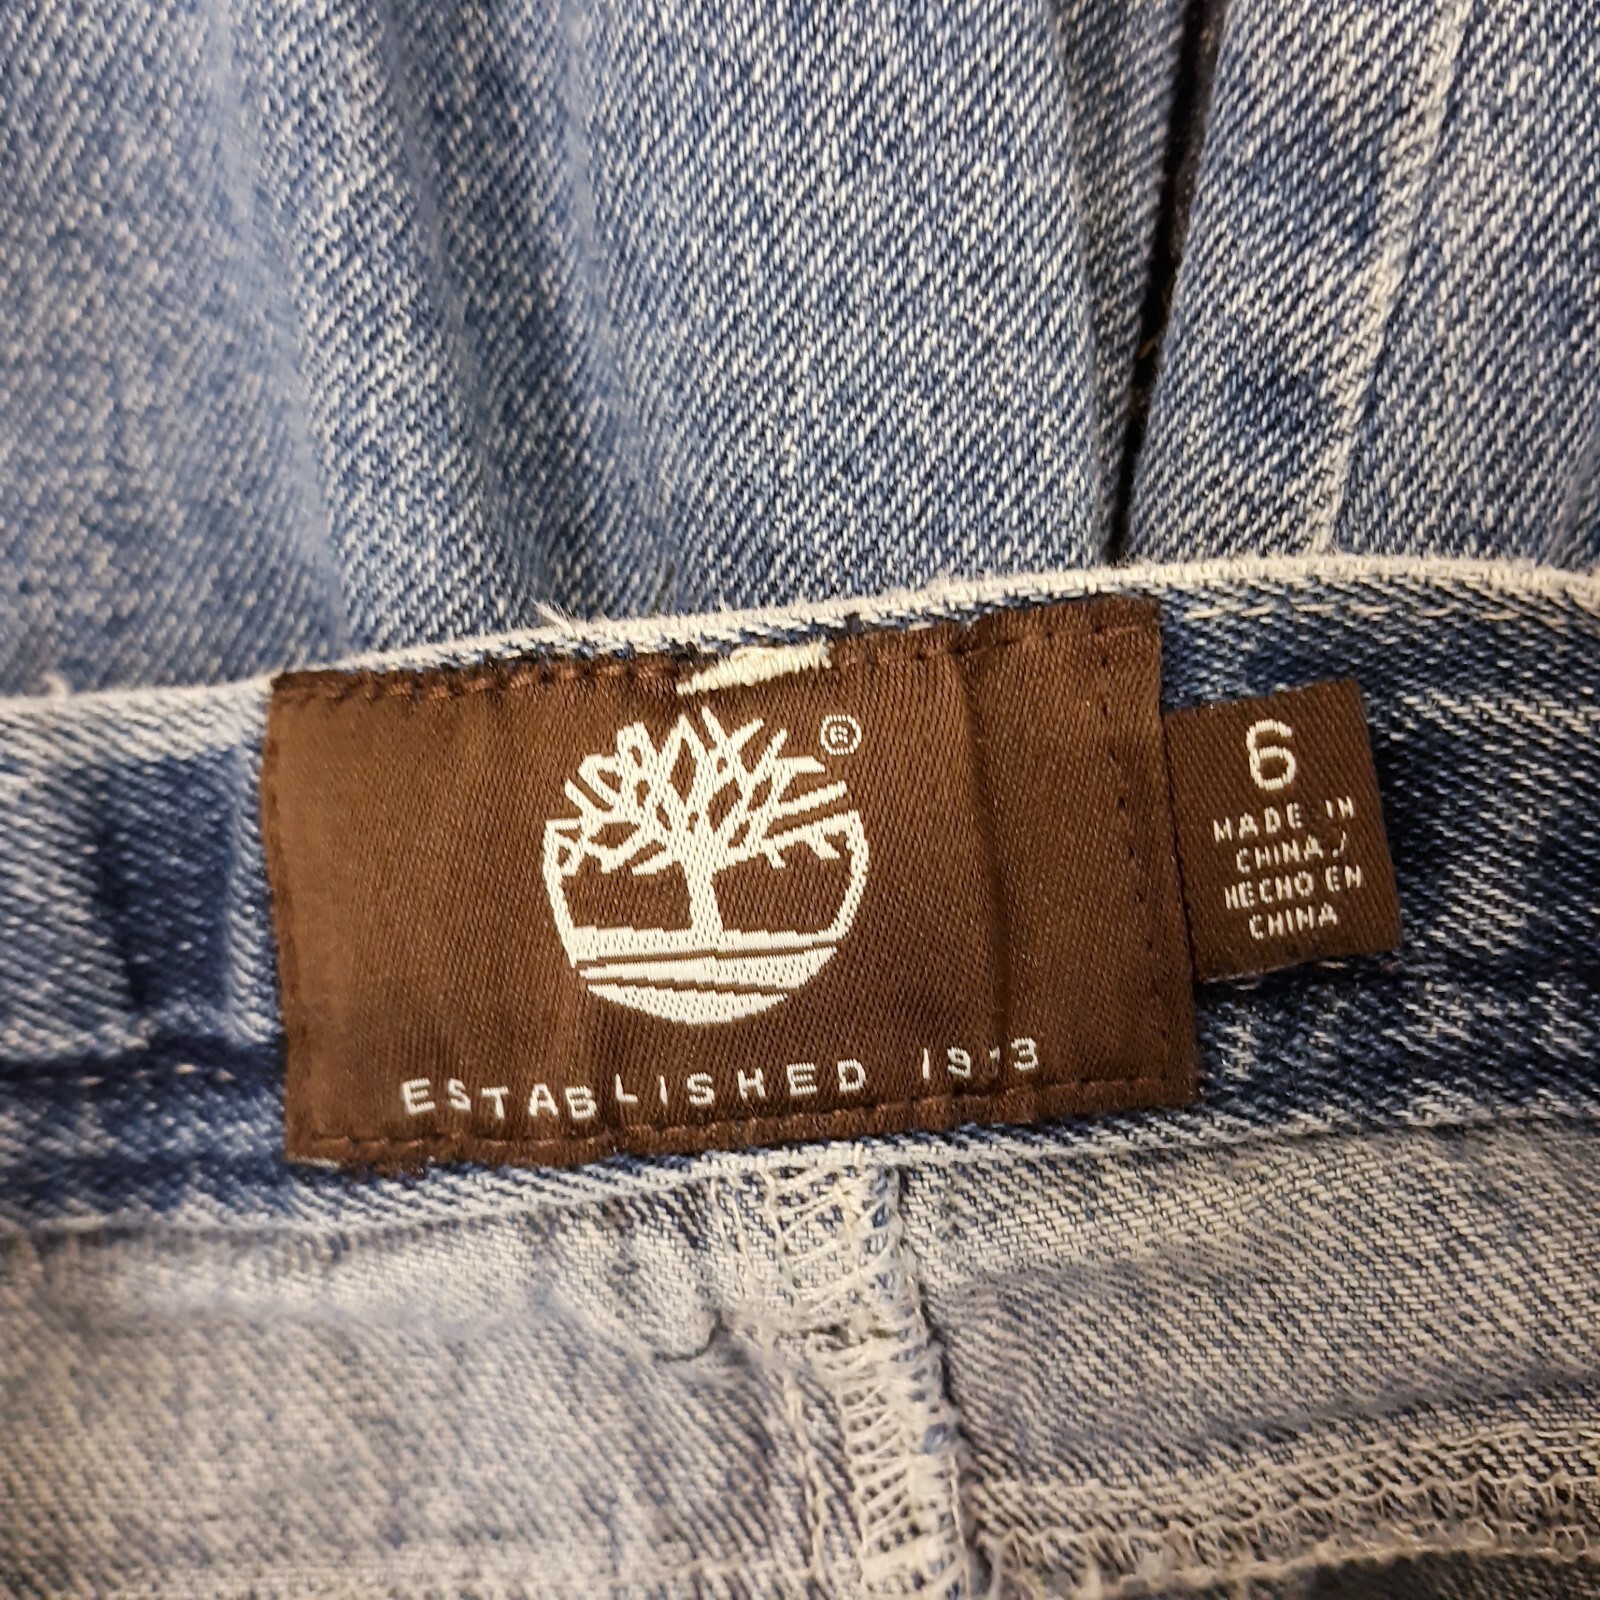 ®
ESTABLISHED 1973
6
MADE IN
CHINA /
HECHO EN
CHINA